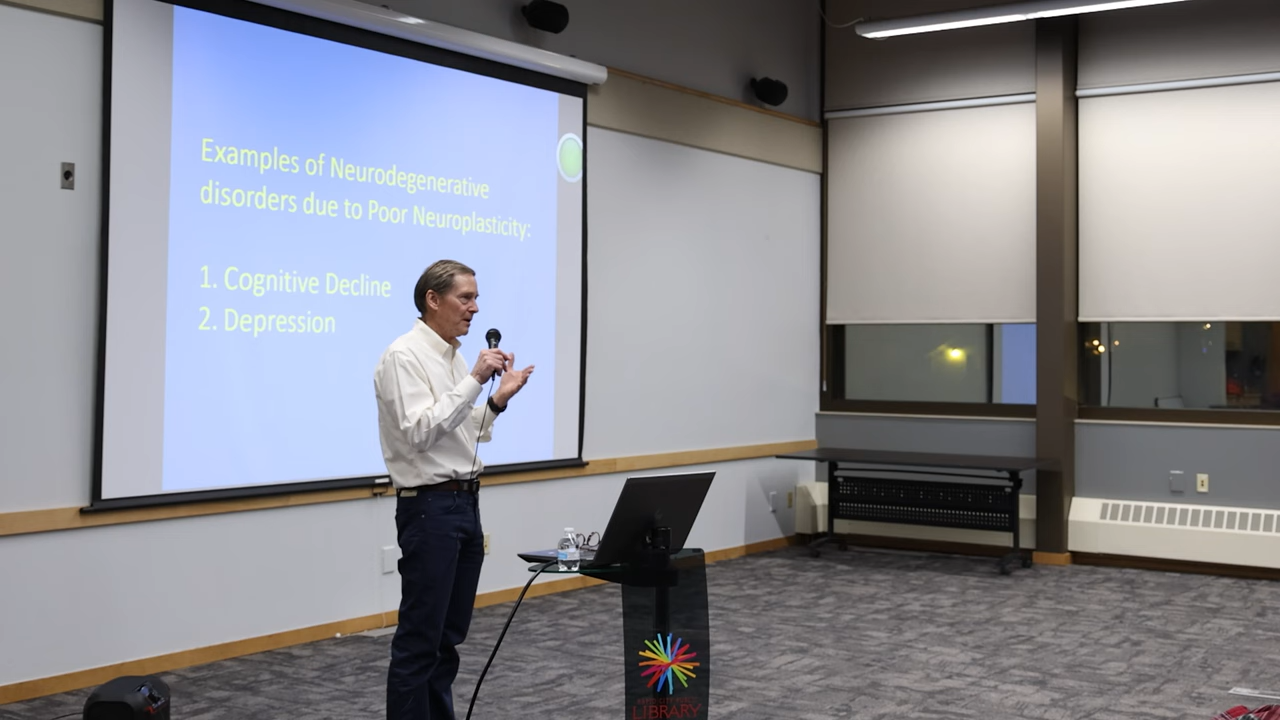 Examples of Neurodegenerative
disorders due to Poor Neuroplasticity:
1. Cognitive Decline
2. Depression
LIBRARY